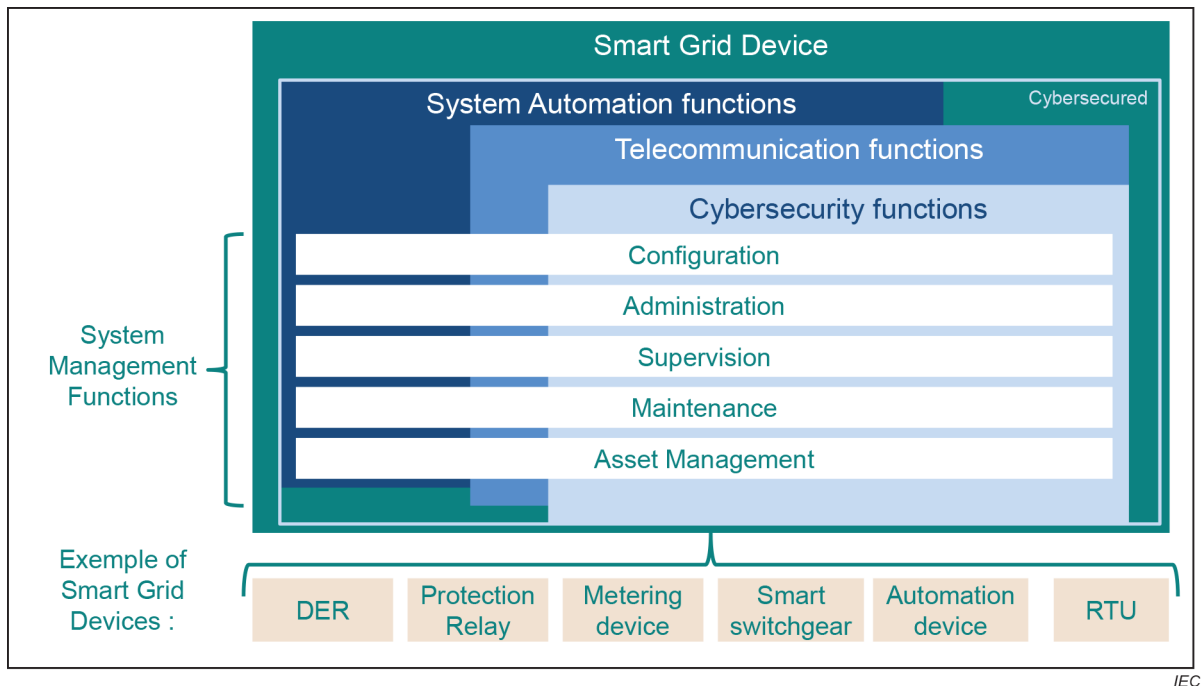 Smart Grid Device
System Automation functions
Cybersecured
Telecommunication functions
Cybersecurity functions
Configuration
Administration
Supervision
Maintenance
Asset Management
System
Management
Functions
Exemple of
Smart Grid
Devices :
DER
Protection
Relay
Metering
device
Smart
switchgear
Automation
device
RTU
IEC